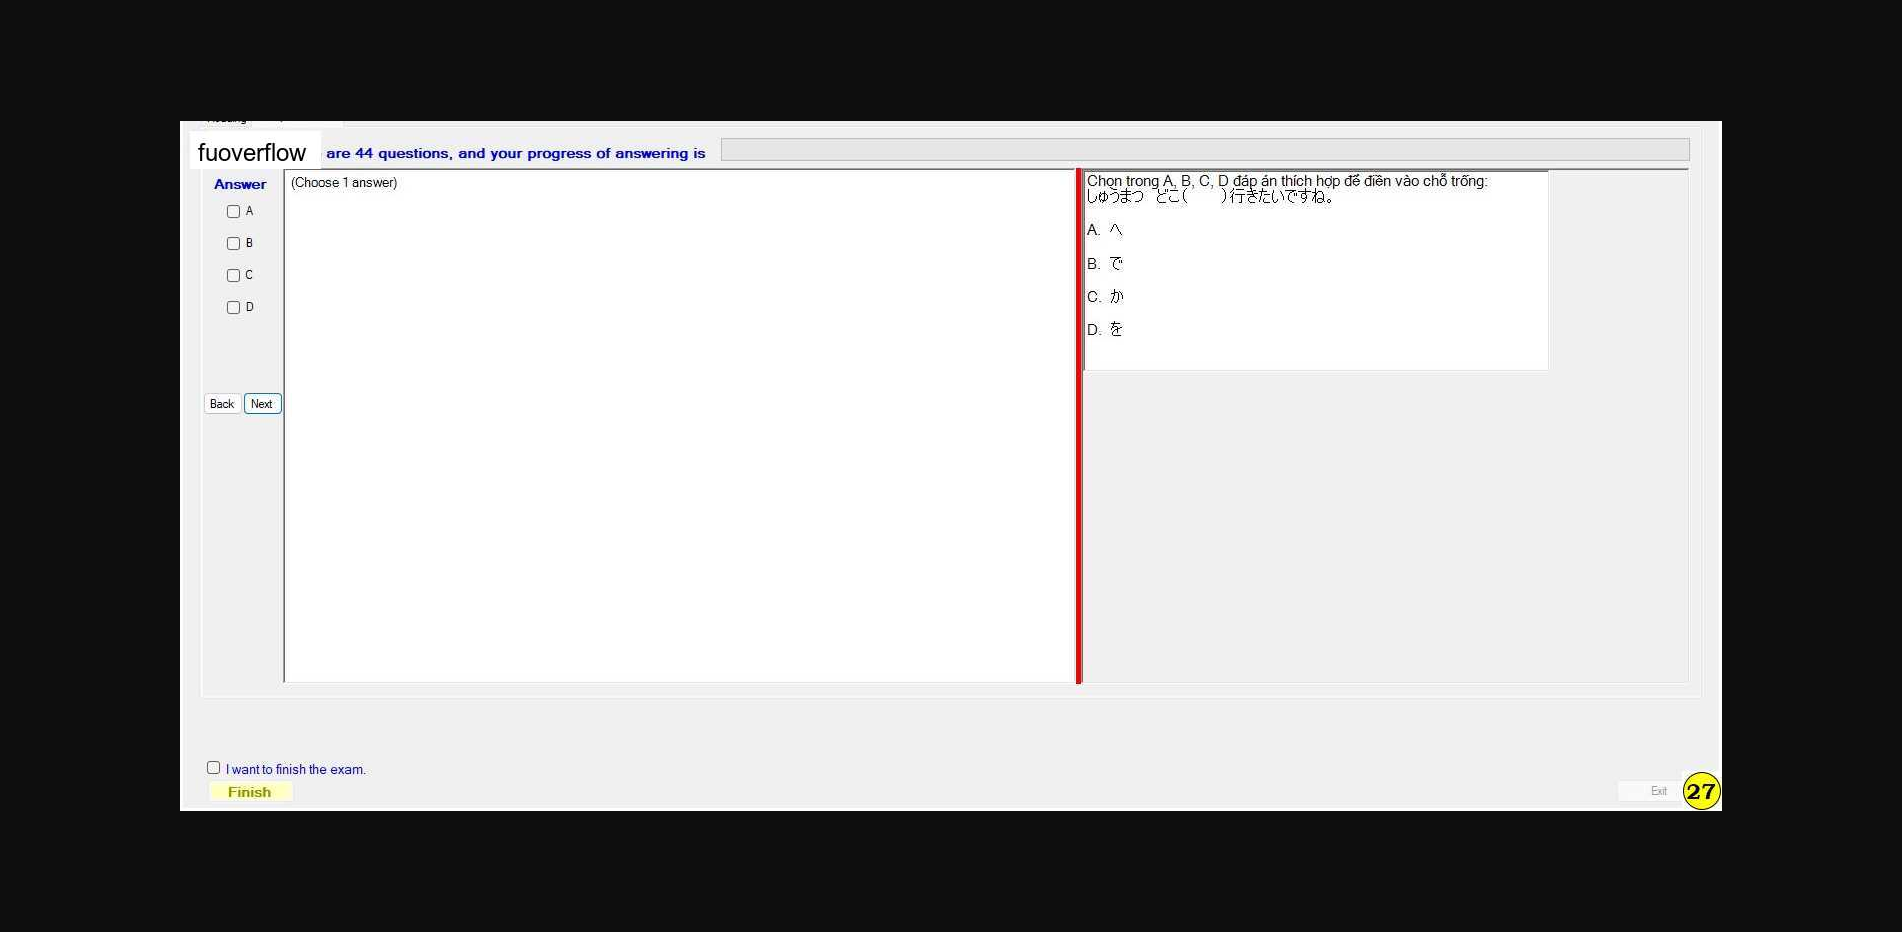 fuoverflow are 44 questions, and your progress of answering is
Answer
(Choose 1 answer)
A
B
C
D
Back Next
Chọn trong A, B, C, D đáp án thích hợp để điền vào chỗ trống:
しゅうまつ どこ( )行きたいですね。
A. へ
B. で
C. か
D. を
I want to finish the exam.
Finish
Exit
27